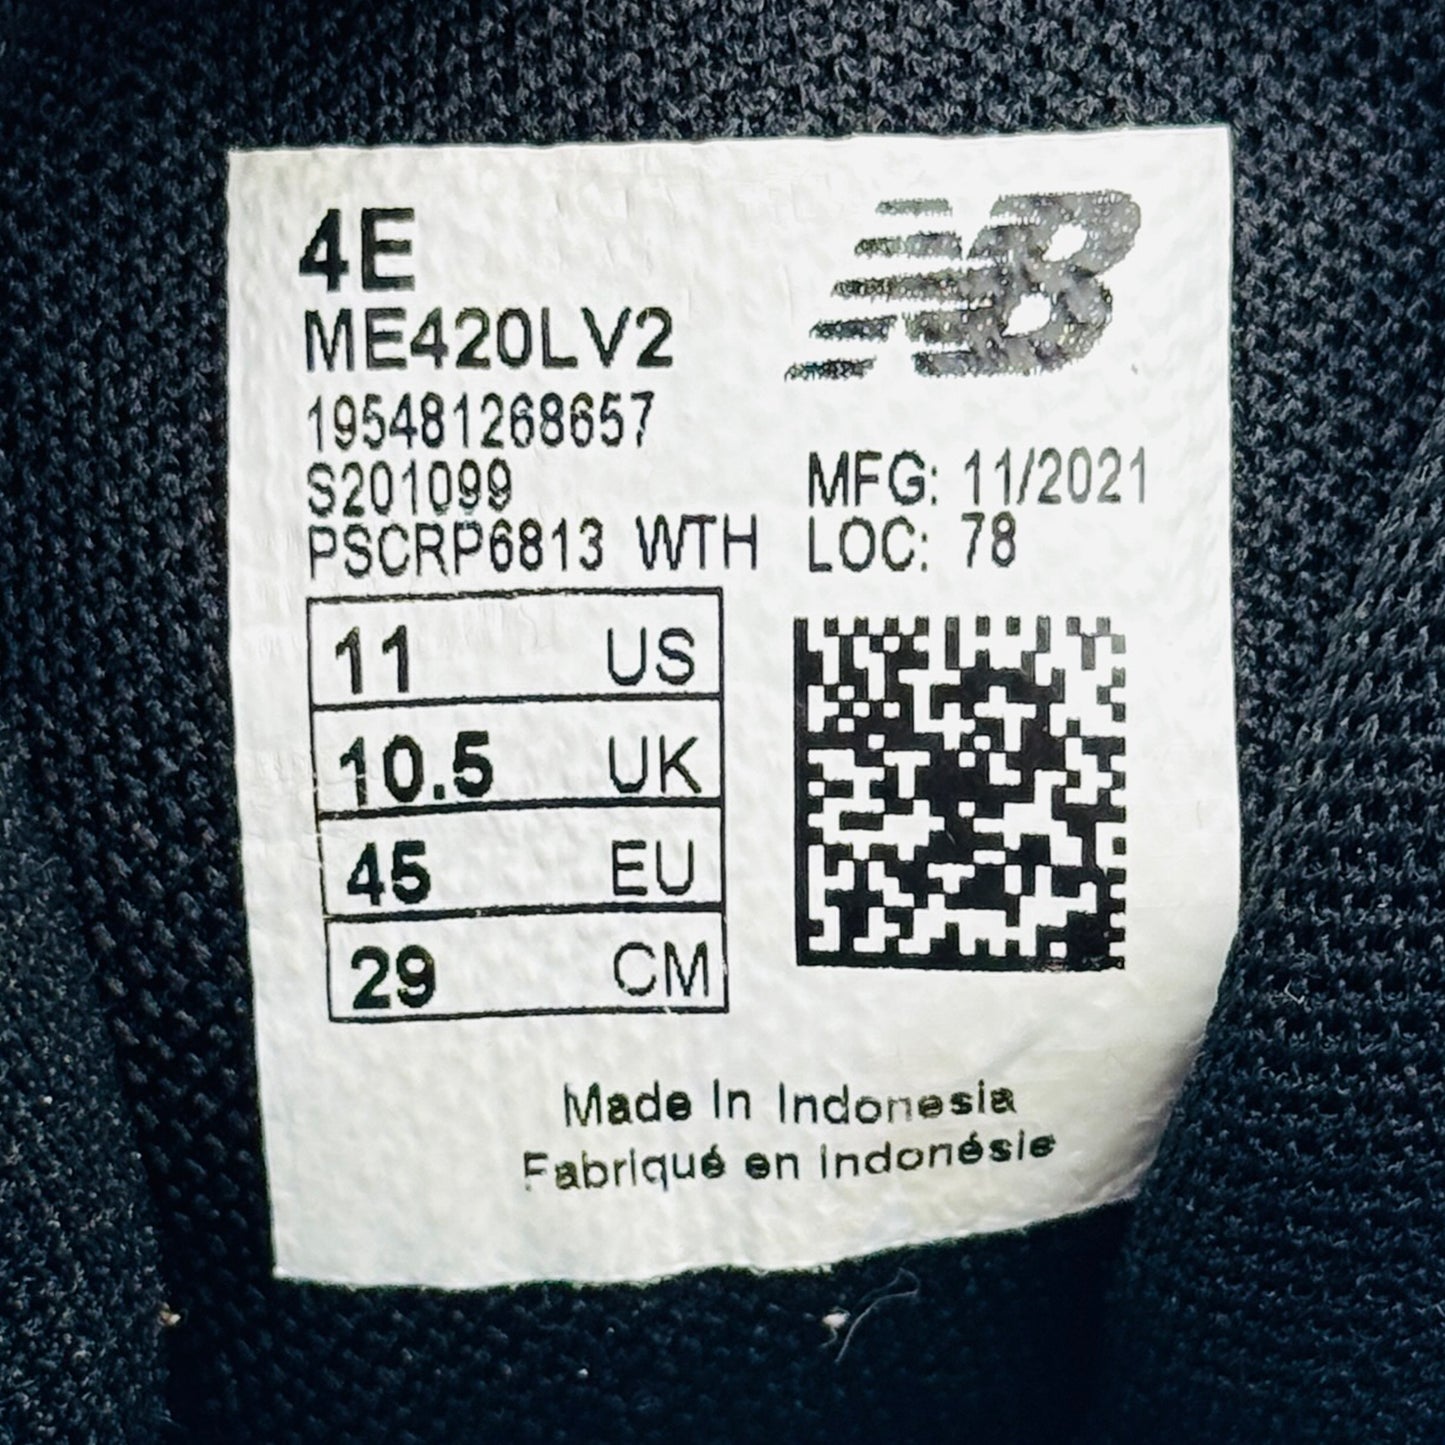 4E
ME420LV2
195481268657
S201099
PSCRP6813 WTH
NB
MFG: 11/2021
LOC: 78
11 US
10.5 UK
45 EU
29 CM
Made In Indonesia
Fabriqué en Indonésie